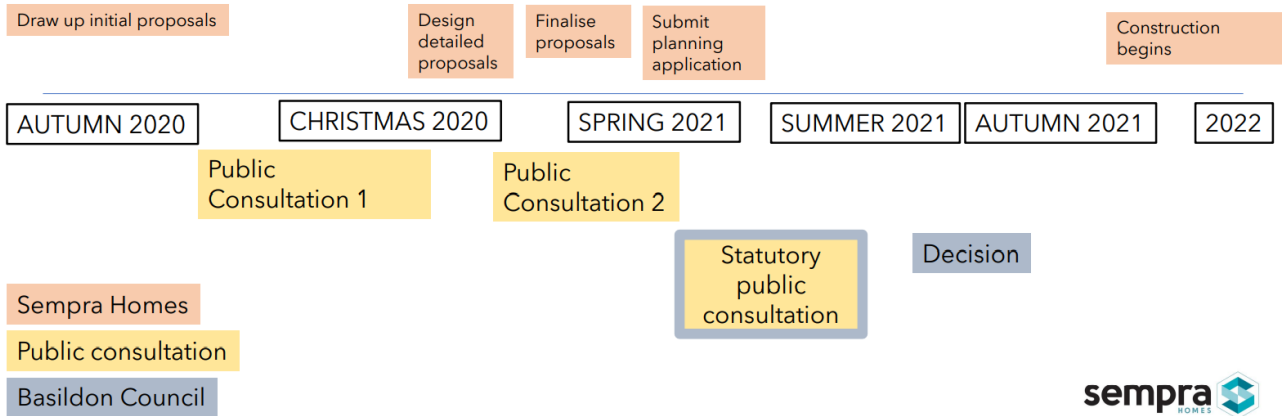 Draw up initial proposals
Design
detailed
proposals
Finalise
proposals
Submit
planning
application
Construction
begins
AUTUMN 2020
CHRISTMAS 2020
SPRING 2021
SUMMER 2021
AUTUMN 2021
2022
Public
Consultation 1
Public
Consultation 2
Statutory
public
consultation
Decision
Sempra Homes
Public consultation
Basildon Council
sempra
HOMES